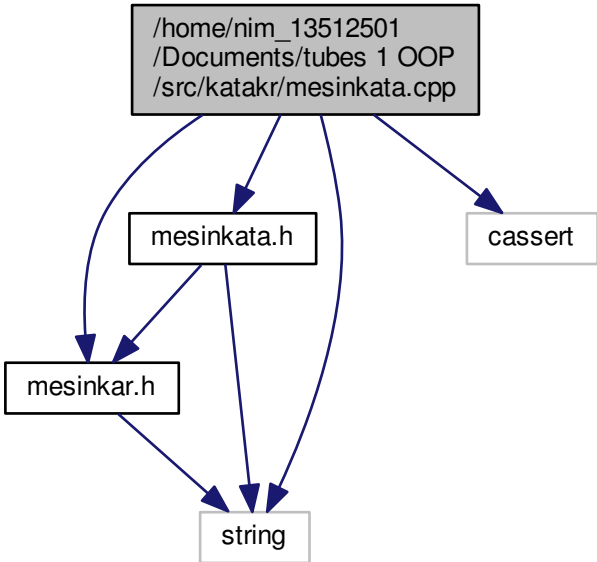 /home/nim_13512501
/Documents/tubes 1 OOP
/src/katakr/mesinkata.cpp
mesinkata.h
cassert
mesinkar.h
string